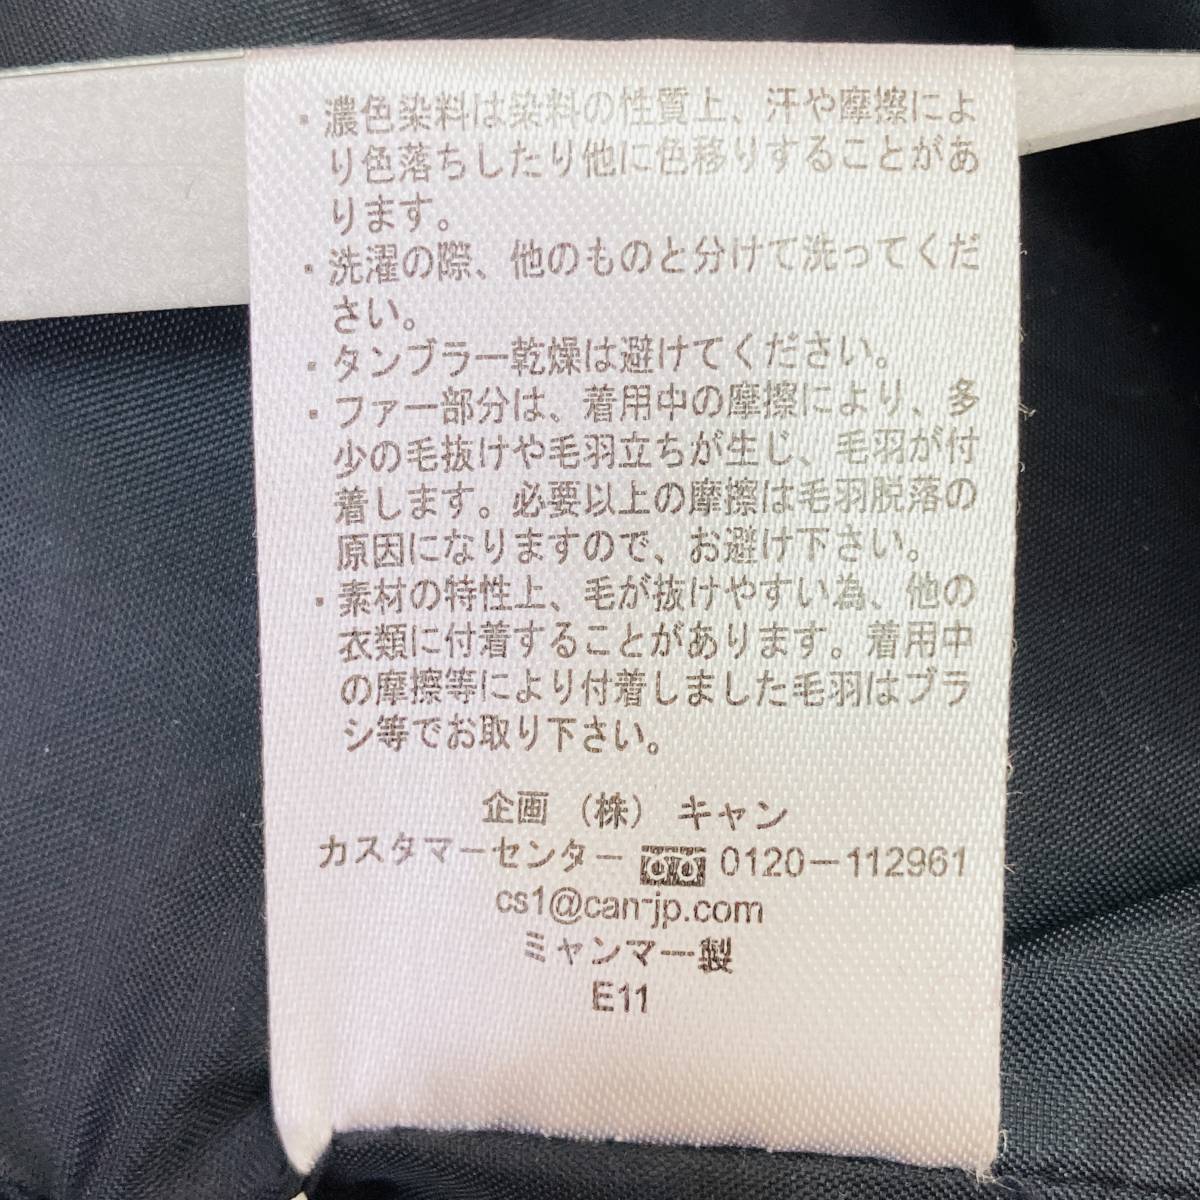 ・濃色染料は染料の性質上、汗や摩擦によ
り色落ちしたり他に色移りすることがあ
ります。
・洗濯の際、他のものと分けて洗ってくだ
さい。
・タンブラー乾燥は避けてください。
・ファー部分は、着用中の摩擦により、多
少の毛抜けや毛羽立ちが生じ、毛羽が付
着します。必要以上の摩擦は毛羽脱落の
原因になりますので、お避け下さい。
・素材の特性上、毛が抜けやすい為、他の
衣類に付着することがあります。着用中
の摩擦等により付着しました毛羽はブラ
シ等でお取り下さい。
企画（株）キャン
カスタマーセンター 0120-112961
cs1@can-jp.com
ミャンマー製
E11